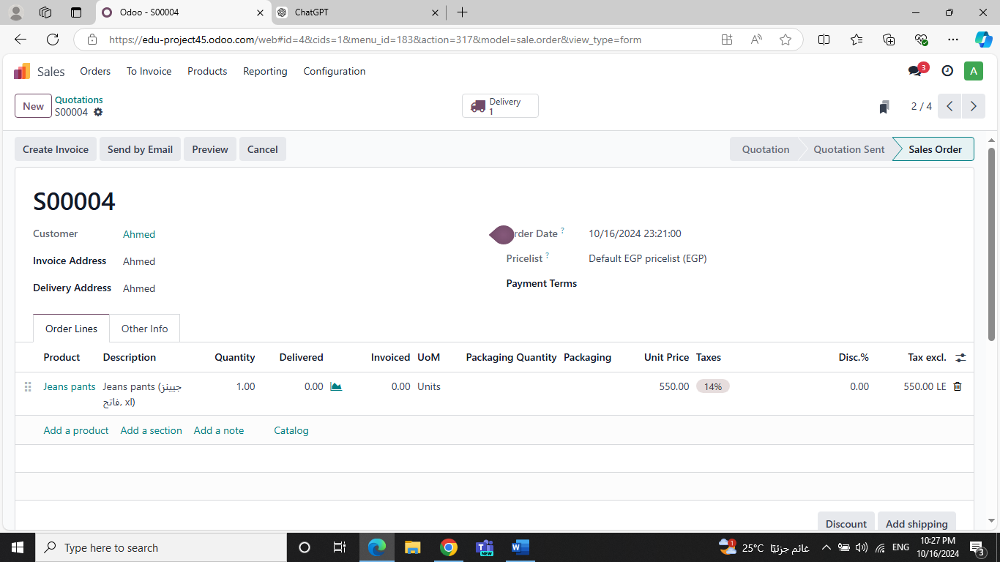 Odoo - S00004
ChatGPT
https://edu-project45.odoo.com/web#id=4&cids=1&menu_id=183&action=317&model=sale.order&view_type=form
Sales Orders To Invoice Products Reporting Configuration 3 A
New Quotations S00004 Delivery 1 2 / 4
Create Invoice Send by Email Preview Cancel Quotation Quotation Sent Sales Order
S00004
Customer Ahmed rder Date ? 10/16/2024 23:21:00
Invoice Address Ahmed Pricelist ? Default EGP pricelist (EGP)
Delivery Address Ahmed Payment Terms
Order Lines Other Info
Product Description Quantity Delivered Invoiced UoM Packaging Quantity Packaging Unit Price Taxes Disc.% Tax excl.
Jeans pants Jeans pants (جيينز 1.00 0.00 0.00 Units 550.00 14% 0.00 550.00 LE
فاتح, xl)
Add a product Add a section Add a note Catalog
Discount Add shipping
Type here to search 1 NEW 25°C غائم جزئيًا ENG 10:27 PM
10/16/2024 3